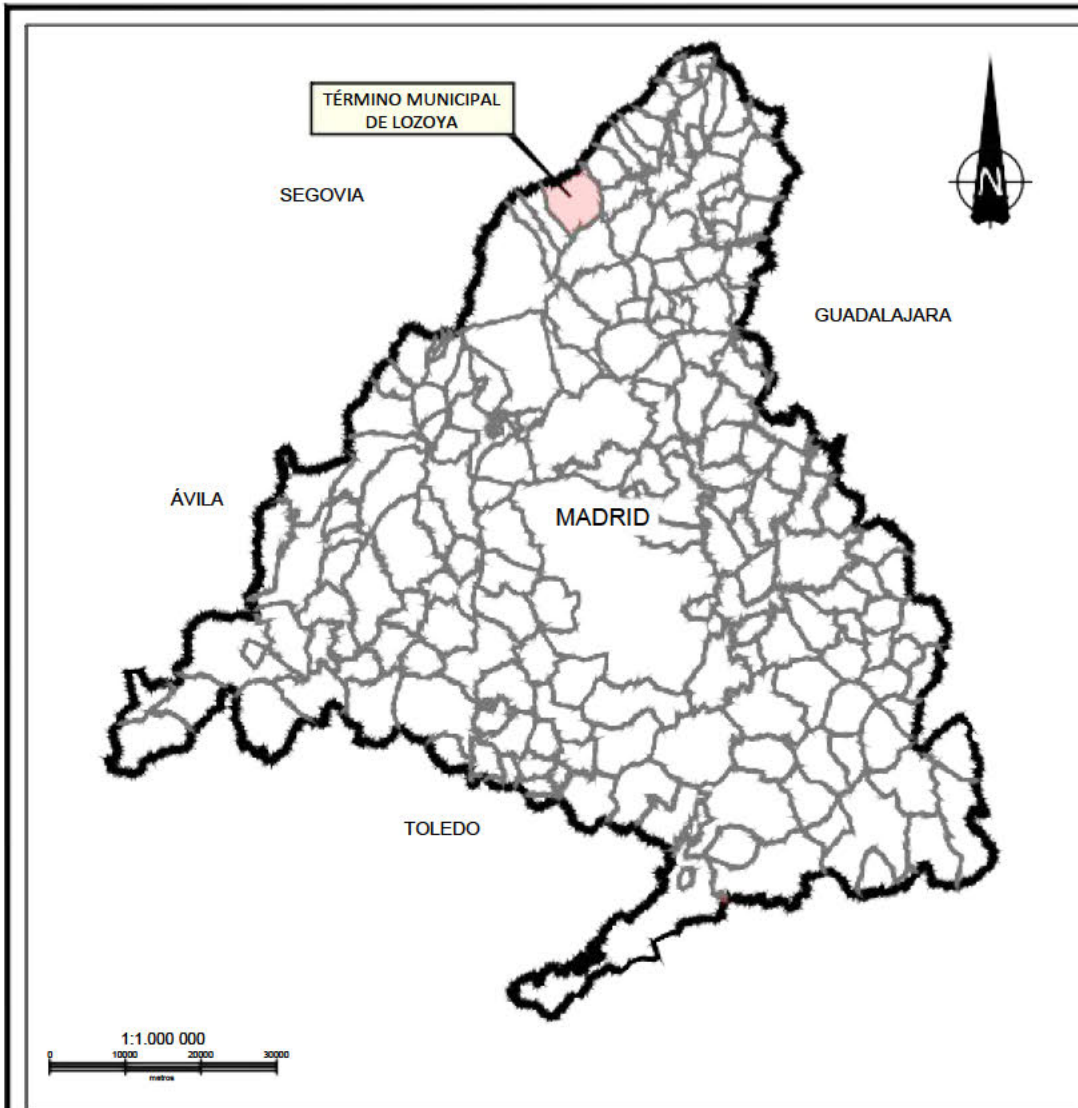 TÉRMINO MUNICIPAL
DE LOZOYA
SEGOVIA
N
GUADALAJARA
ÁVILA
MADRID
TOLEDO
1:1.000 000
0 10000 20000 30000
metros